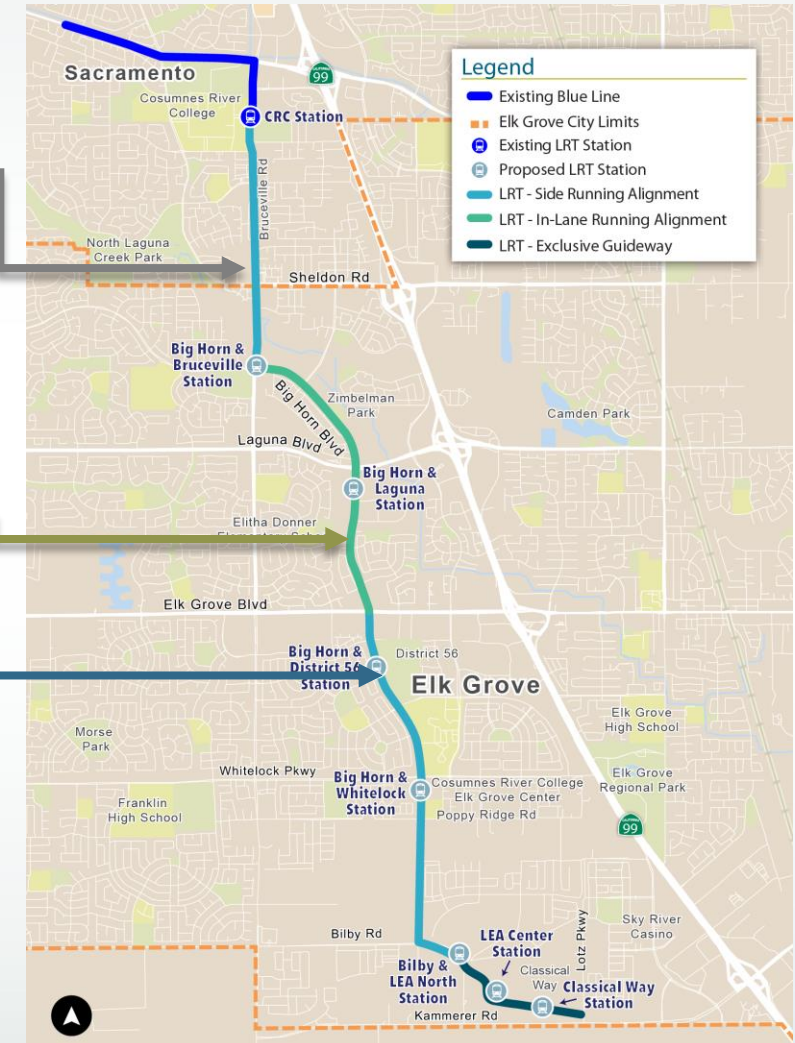 Legend
Existing Blue Line
Elk Grove City Limits
Existing LRT Station
Proposed LRT Station
LRT - Side Running Alignment
LRT - In-Lane Running Alignment
LRT - Exclusive Guideway
Sacramento
CALIFORNIA
99
Cosumnes River
College
CRC Station
Bruceville Rd
North Laguna
Creek Park
Sheldon Rd
Big Horn &
Bruceville
Station
Big Horn Blvd
Zimbelman
Park
Camden Park
Laguna Blvd
Big Horn &
Laguna
Station
Elitha Donner
Elementary School
Elk Grove Blvd
Big Horn &
District 56
Station
District 56
Elk Grove
Elk Grove
High School
Morse
Park
Whitelock Pkwy
Big Horn &
Whitelock
Station
Cosumnes River College
Elk Grove Center
Elk Grove
Regional Park
Franklin
High School
Poppy Ridge Rd
CALIFORNIA
99
Bilby Rd
LEA Center
Station
Lotz Pkwy
Sky River
Casino
Bilby &
LEA North
Station
Classical
Way
Classical Way
Station
Kammerer Rd